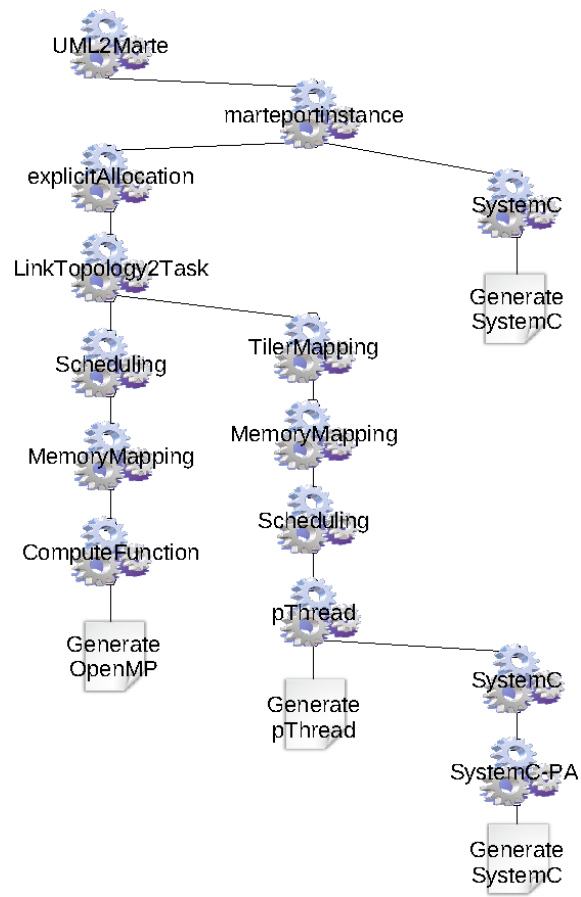 UML2Marte
marteportinstance
explicitAllocation
SystemC
LinkTopology2Task
Generate
SystemC
Scheduling
TilerMapping
MemoryMapping
MemoryMapping
Scheduling
ComputeFunction
pThread
Generate
OpenMP
Generate
pThread
SystemC
SystemC-PA
Generate
SystemC